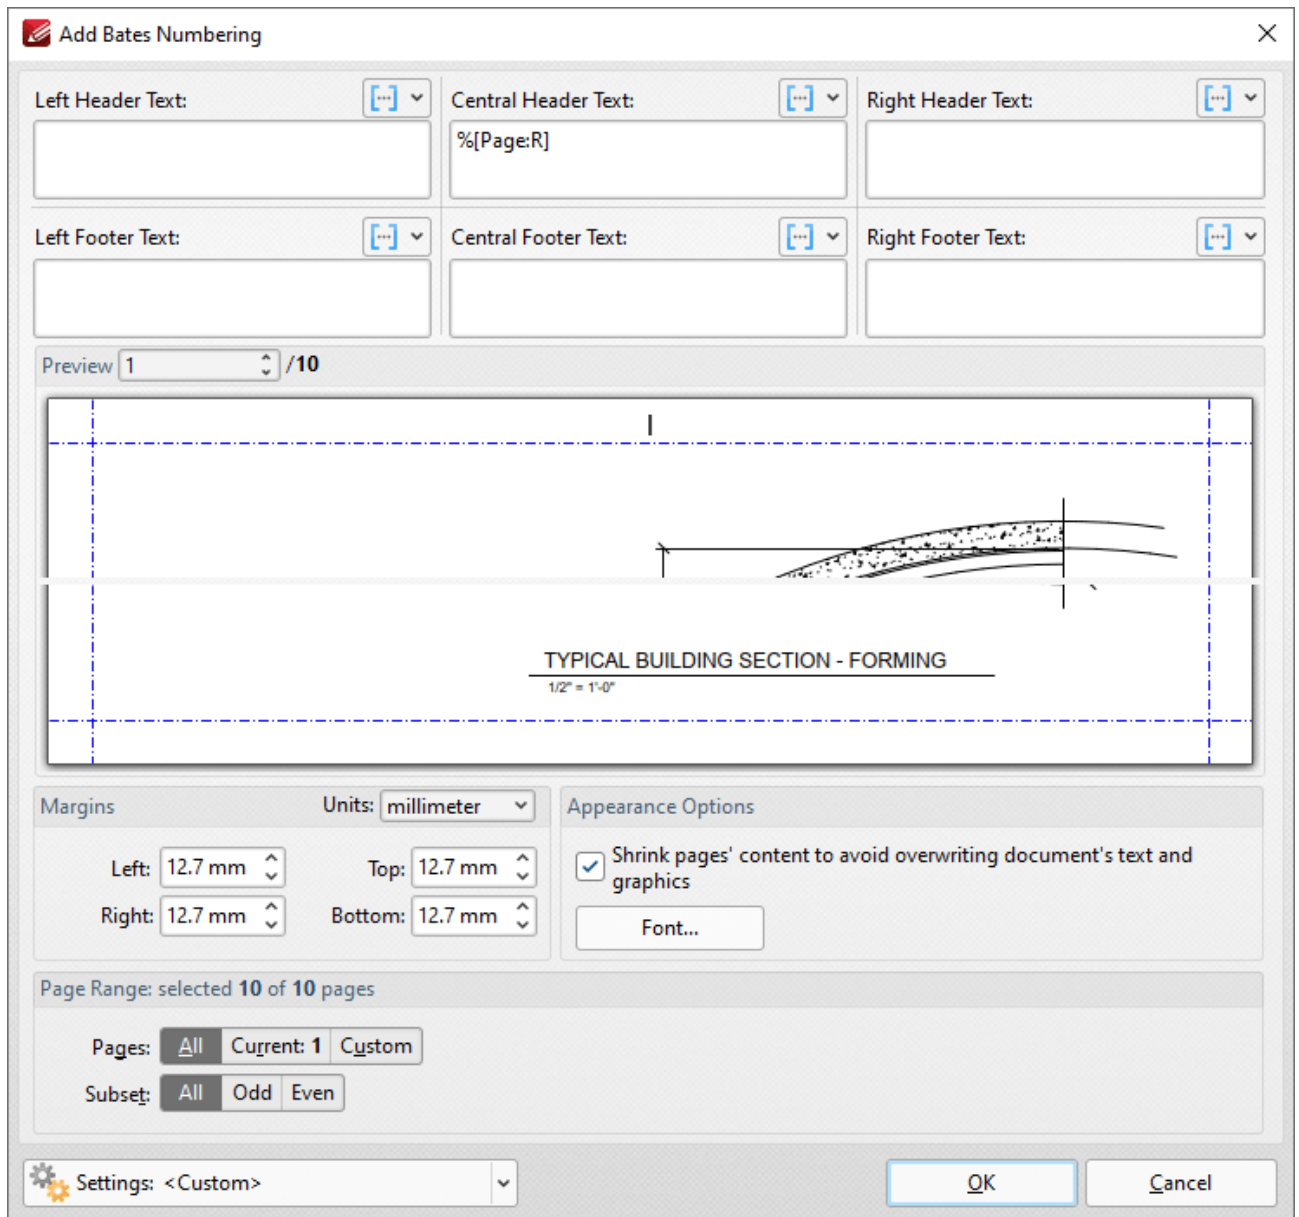 Add Bates Numbering
Left Header Text:
Central Header Text:
Right Header Text:
%[Page:R]
Left Footer Text:
Central Footer Text:
Right Footer Text:
Preview 1 /10
I
TYPICAL BUILDING SECTION - FORMING
1/2" = 1'-0"
Margins
Units: millimeter
Left: 12.7 mm
Top: 12.7 mm
Right: 12.7 mm
Bottom: 12.7 mm
Appearance Options
Shrink pages' content to avoid overwriting document's text and
graphics
Font...
Page Range: selected 10 of 10 pages
Pages: All Current: 1 Custom
Subset: All Odd Even
Settings: <Custom>
OK
Cancel